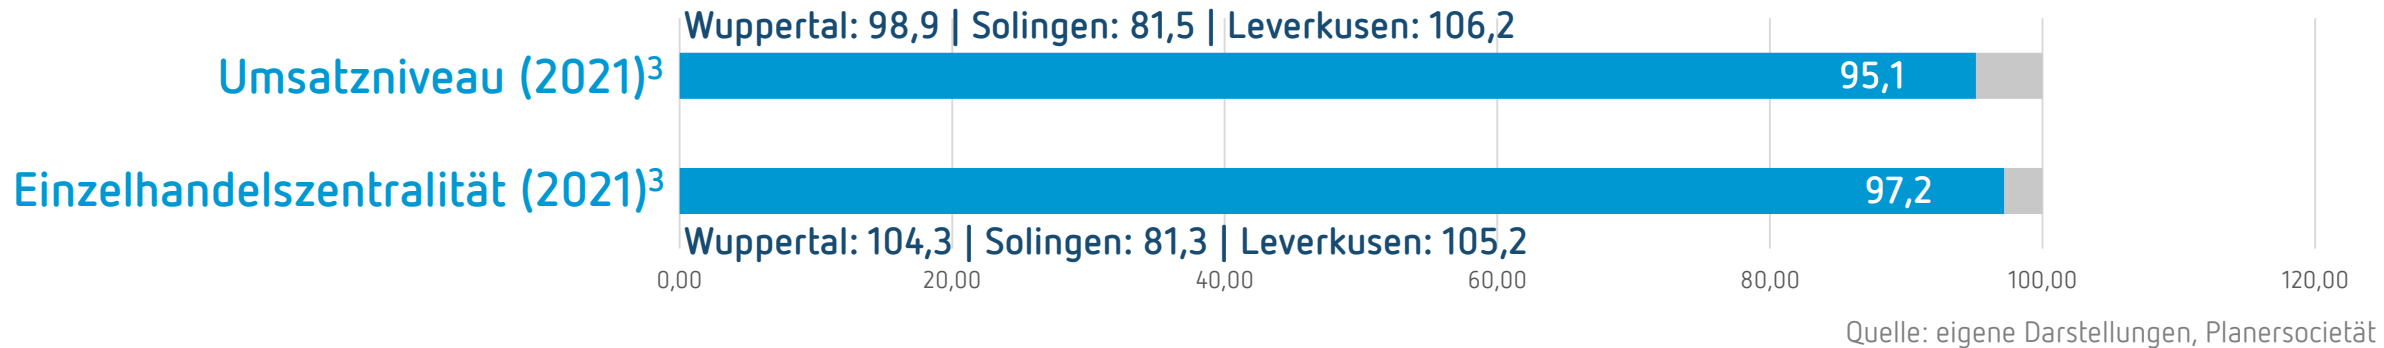 Wuppertal: 98,9 | Solingen: 81,5 | Leverkusen: 106,2
Umsatzniveau (2021)³ 95,1
Einzelhandelszentralität (2021)³ 97,2
Wuppertal: 104,3 | Solingen: 81,3 | Leverkusen: 105,2
0,00 20,00 40,00 60,00 80,00 100,00 120,00
Quelle: eigene Darstellungen, Planersocietät